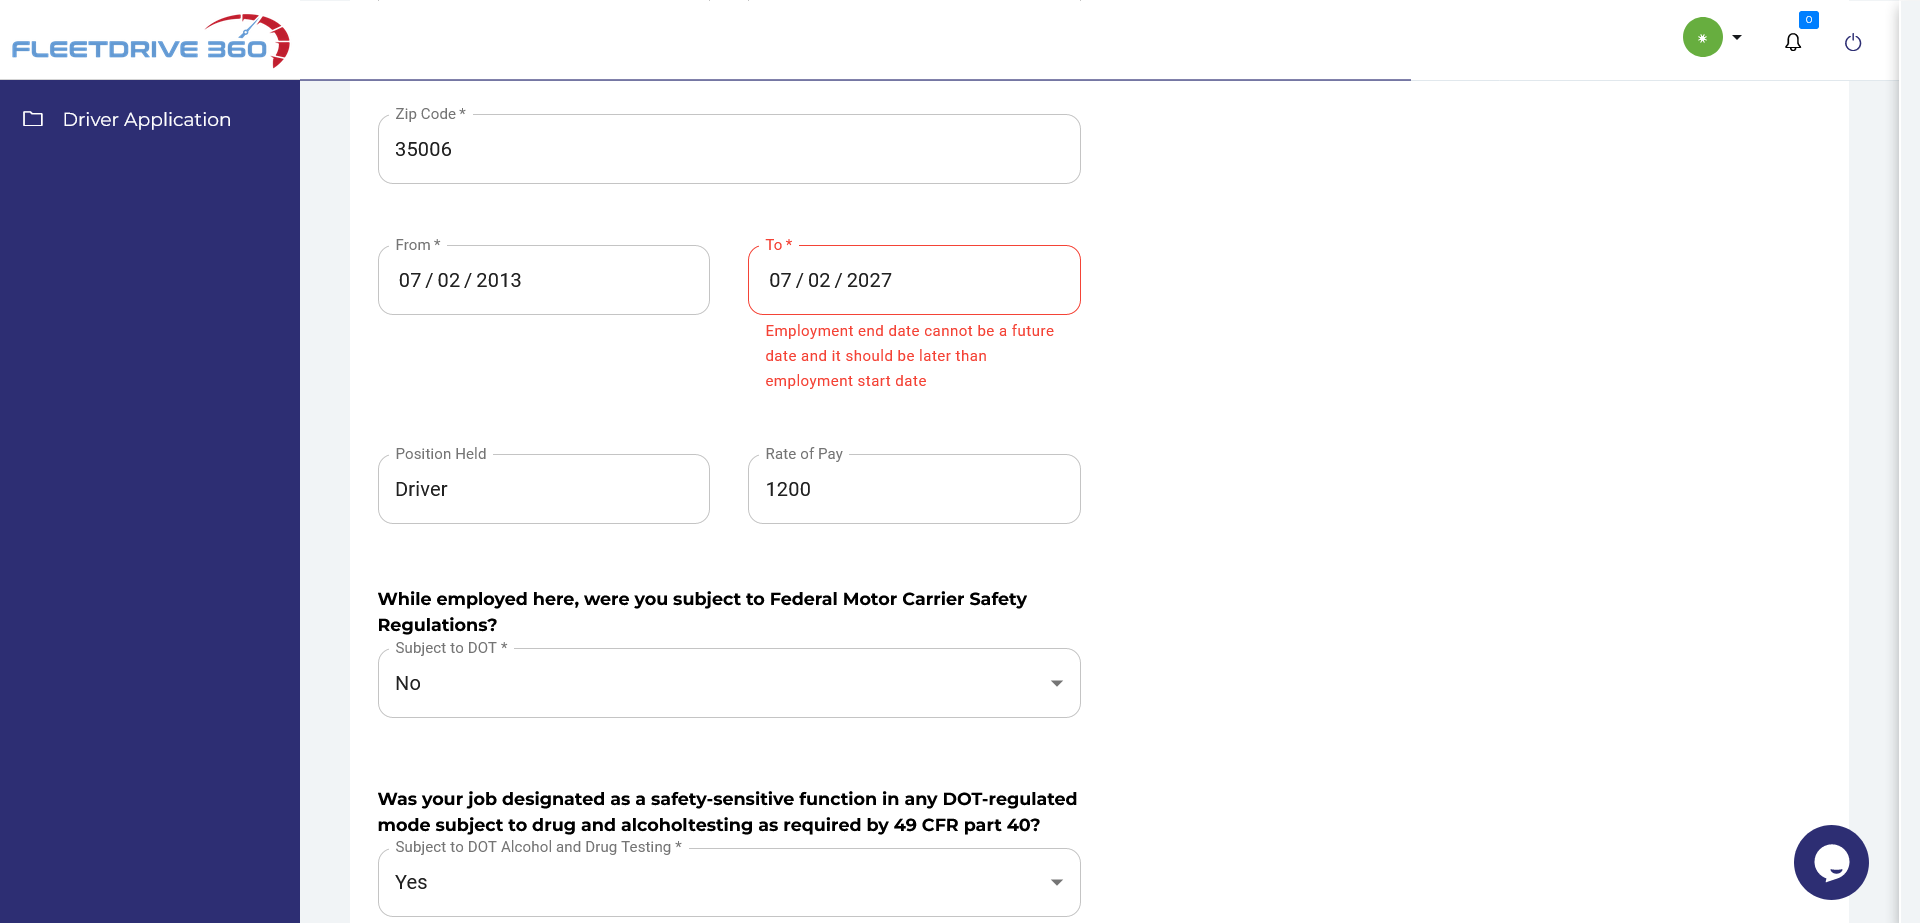 FLEETDRIVE 360
0
Driver Application
Zip Code *
35006
From *
To *
07 / 02 / 2013
07 / 02 / 2027
Employment end date cannot be a future
date and it should be later than
employment start date
Position Held
Rate of Pay
Driver
1200
While employed here, were you subject to Federal Motor Carrier Safety
Regulations?
Subject to DOT *
No
Was your job designated as a safety-sensitive function in any DOT-regulated
mode subject to drug and alcoholtesting as required by 49 CFR part 40?
Subject to DOT Alcohol and Drug Testing *
Yes